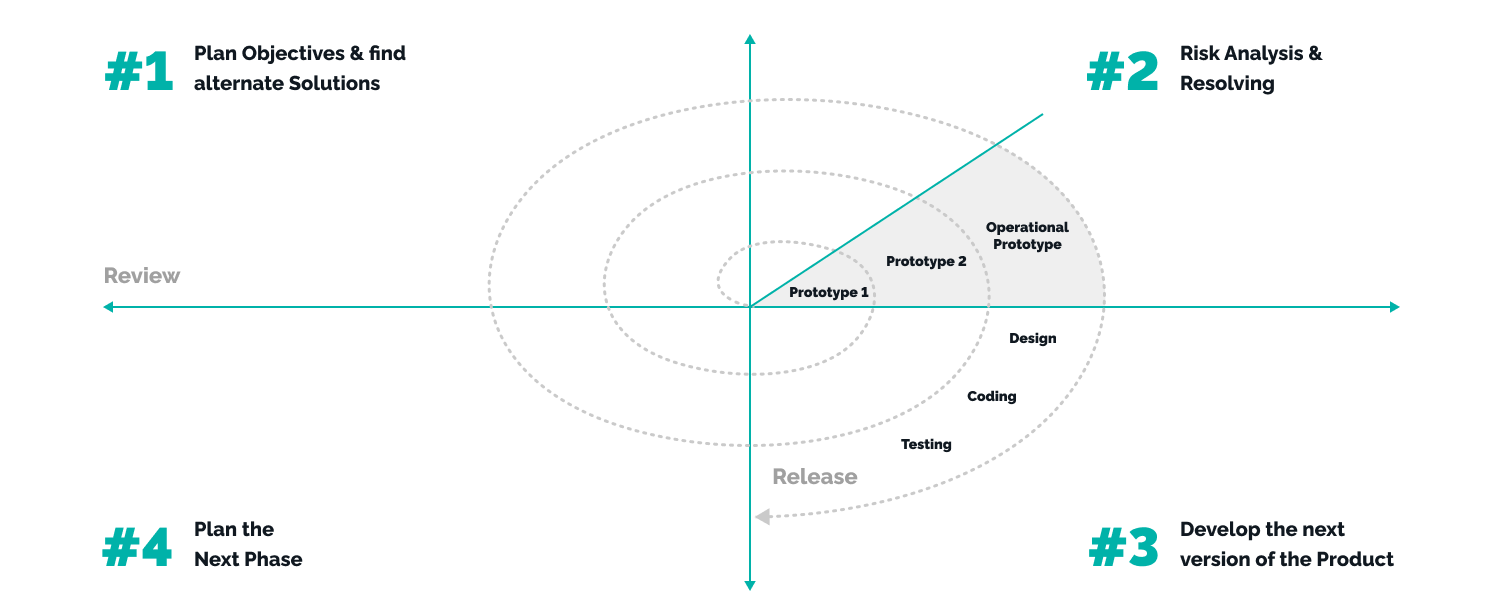 #1
Plan Objectives & find
alternate Solutions
#2
Risk Analysis &
Resolving
Operational
Prototype
Prototype 2
Review
Prototype 1
Design
Coding
Testing
Release
#4
Plan the
Next Phase
#3
Develop the next
version of the Product